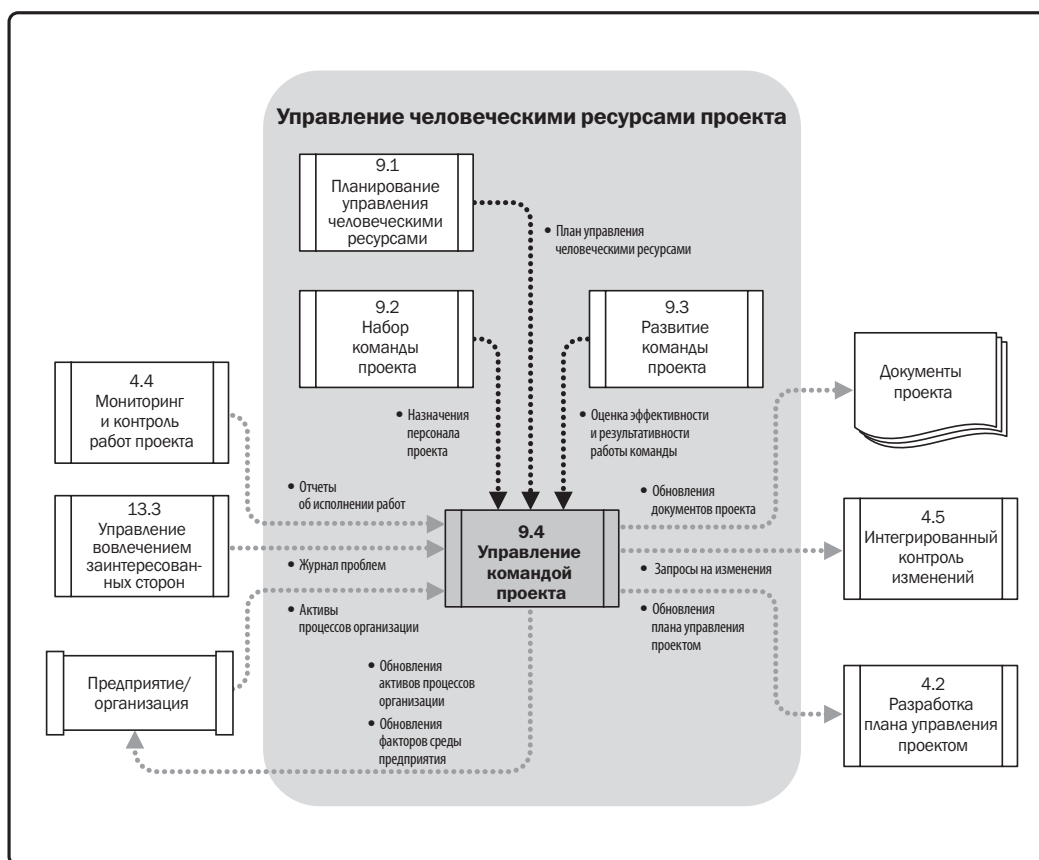 Управление человеческими ресурсами проекта
9.1
Планирование
управления
человеческими
ресурсами
• План управления
человеческими ресурсами
9.2
Набор
команды
проекта
9.3
Развитие
команды
проекта
Документы
проекта
4.4
Мониторинг
и контроль
работ проекта
• Назначения
персонала
проекта
• Оценка эффективности
и результативности
работы команды
• Отчеты
об исполнении работ
• Обновления
документов проекта
13.3
Управление
вовлечением
заинтересован-
ных сторон
9.4
Управление
командой
проекта
4.5
Интегрированный
контроль
изменений
• Журнал проблем
• Запросы на изменения
• Активы
процессов организации
• Обновления
плана управления
проектом
Предприятие/
организация
• Обновления
активов процессов
организации
• Обновления
факторов среды
предприятия
4.2
Разработка
плана управления
проектом